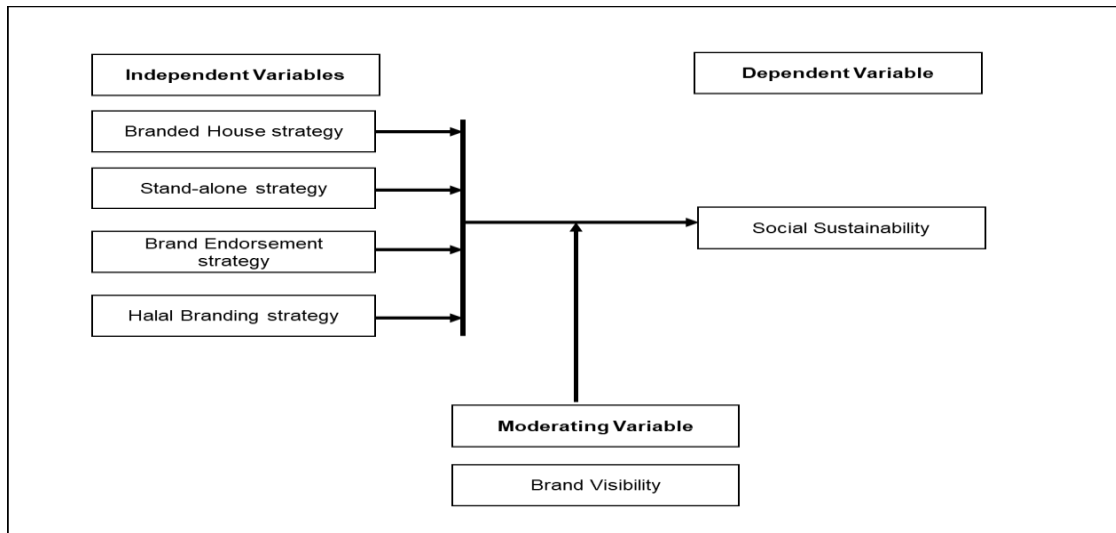 Independent Variables
Dependent Variable
Branded House strategy
Stand-alone strategy
Social Sustainability
Brand Endorsement
strategy
Halal Branding strategy
Moderating Variable
Brand Visibility